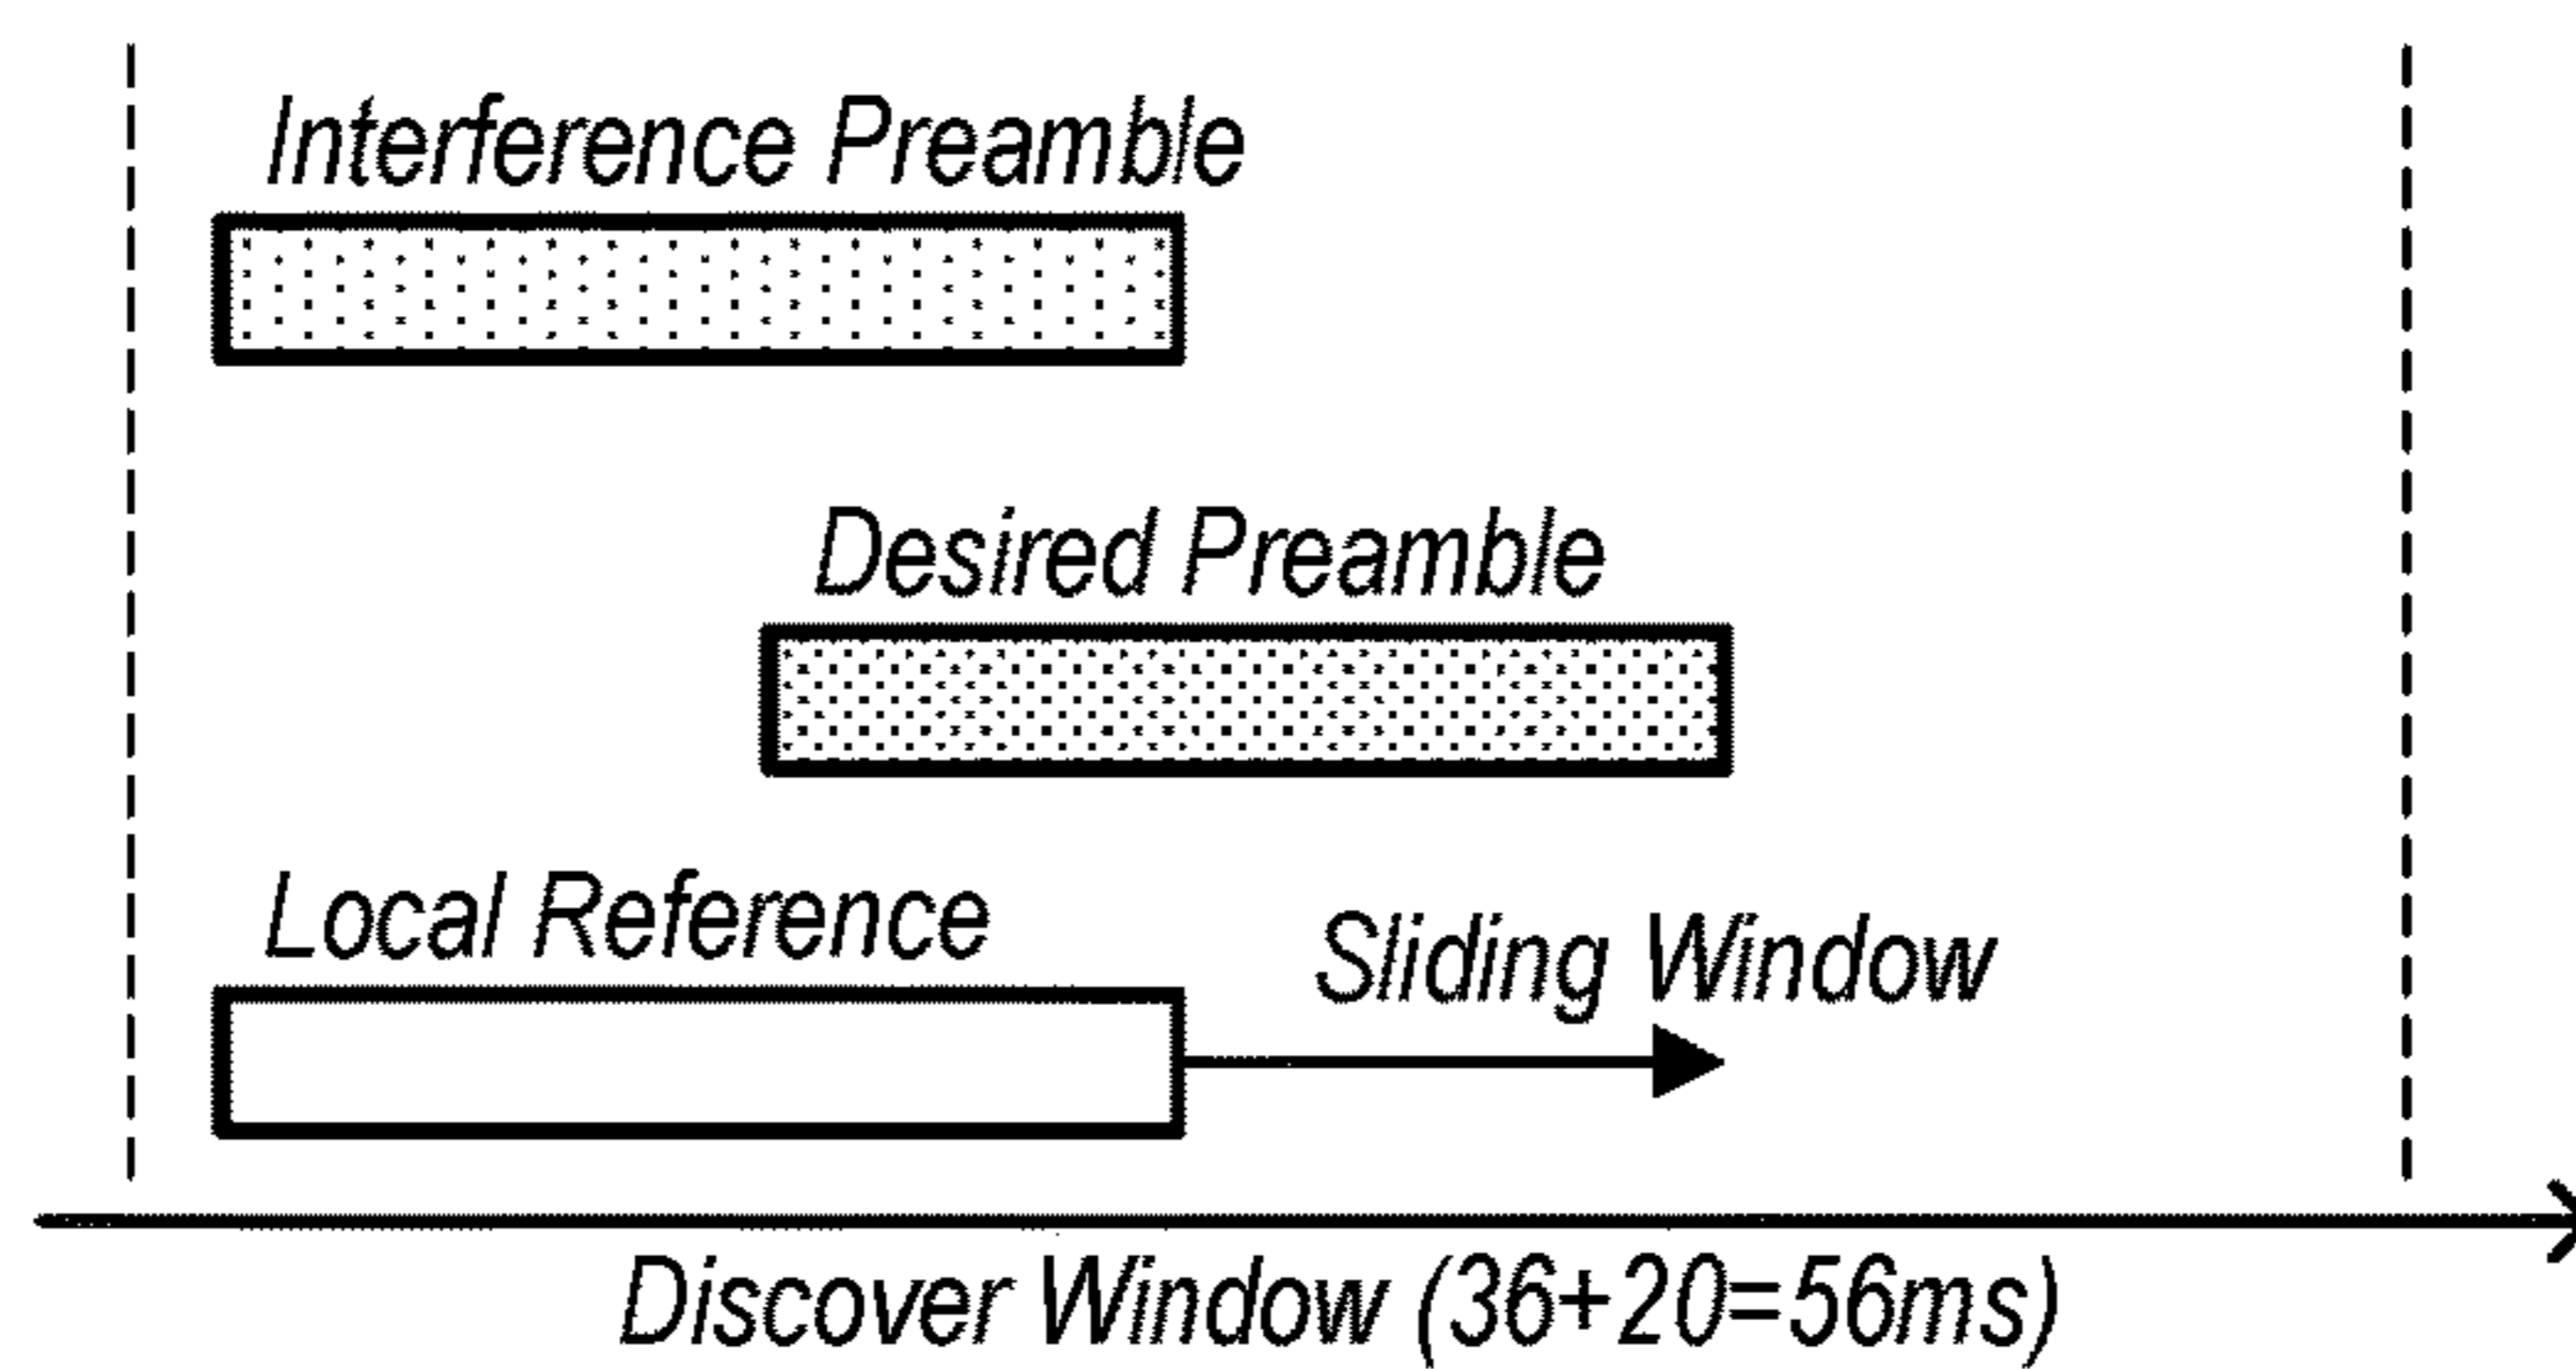 Interference Preamble
Desired Preamble
Local Reference
Sliding Window
Discover Window (36+20=56ms)